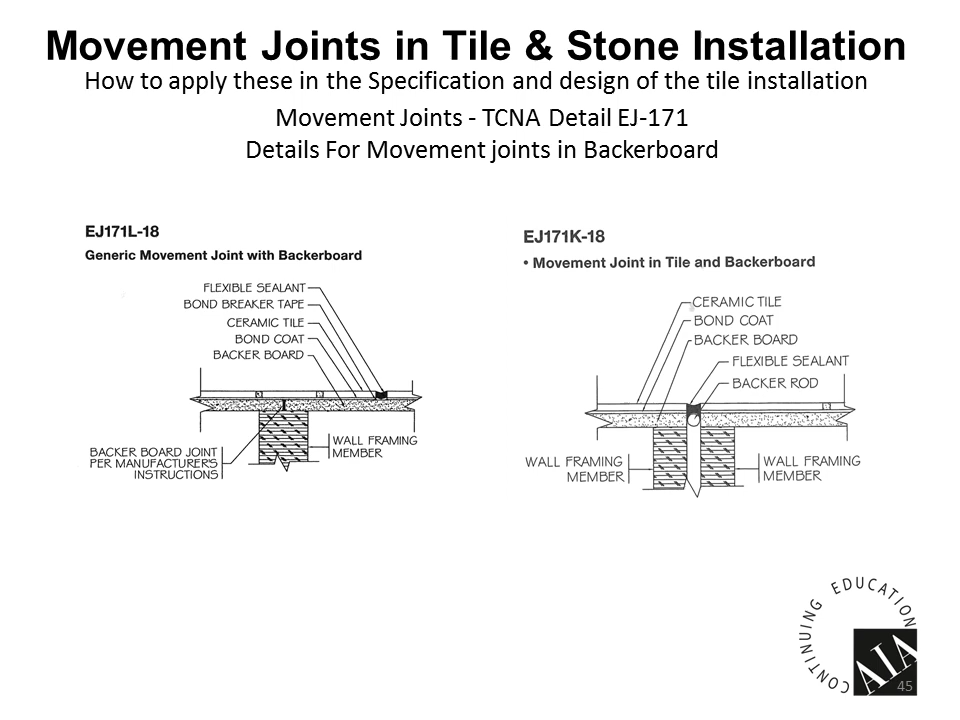 Movement Joints in Tile & Stone Installation
How to apply these in the Specification and design of the tile installation
Movement Joints - TCNA Detail EJ-171
Details For Movement joints in Backerboard
EJ171L-18
Generic Movement Joint with Backerboard
FLEXIBLE SEALANT
BOND BREAKER TAPE
CERAMIC TILE
BOND COAT
BACKER BOARD
BACKER BOARD JOINT
PER MANUFACTURERS
INSTRUCTIONS
WALL FRAMING
MEMBER
EJ171K-18
• Movement Joint in Tile and Backerboard
CERAMIC TILE
BOND COAT
BACKER BOARD
FLEXIBLE SEALANT
BACKER ROD
WALL FRAMING
MEMBER
WALL FRAMING
MEMBER
CONTINUING EDUCATION
AIA
45